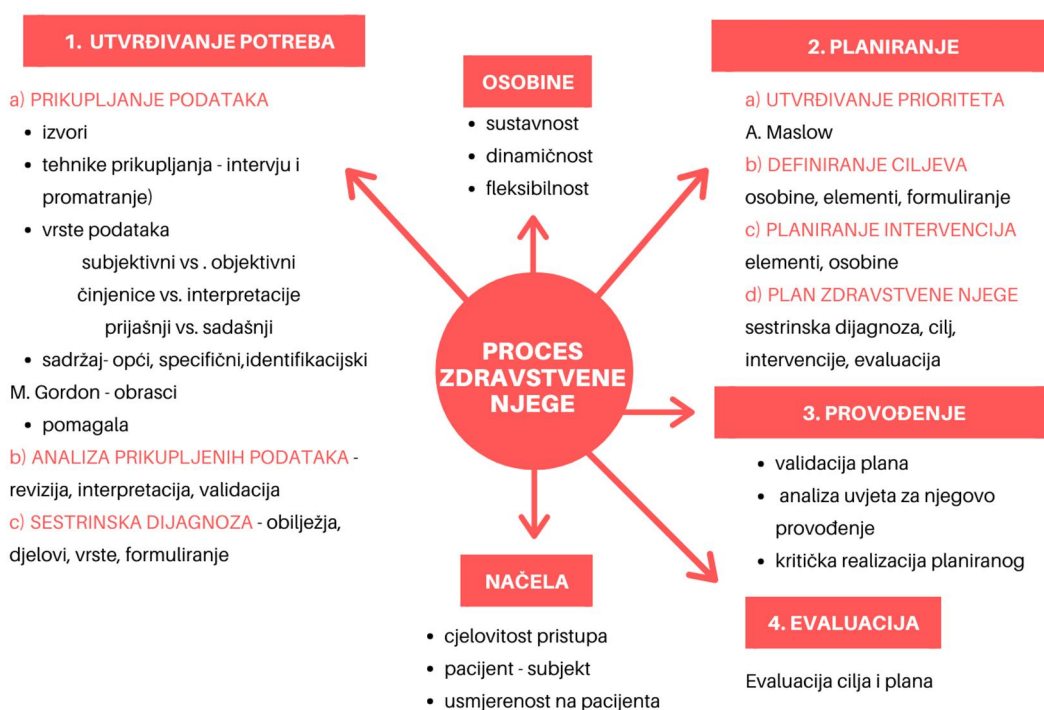 1. UTVRĐIVANJE POTREBA
a) PRIKUPLJANJE PODATAKA
• izvori
• tehnike prikupljanja - intervju i
promatranje)
• vrste podataka
subjektivni vs . objektivni
činjenice vs. interpretacije
prijašnji vs. sadašnji
• sadržaj- opći, specifični,identifikacijski
M. Gordon - obrasci
• pomagala
b) ANALIZA PRIKUPLJENIH PODATAKA -
revizija, interpretacija, validacija
c) SESTRINSKA DIJAGNOZA - obilježja,
djelovi, vrste, formuliranje
OSOBINE
• sustavnost
• dinamičnost
• fleksibilnost
PROCES
ZDRAVSTVENE
NJEGE
NAČELA
• cjelovitost pristupa
• pacijent - subjekt
• usmjerenost na pacijenta
2. PLANIRANJE
a) UTVRĐIVANJE PRIORITETA
A. Maslow
b) DEFINIRANJE CILJEVA
osobine, elementi, formuliranje
c) PLANIRANJE INTERVENCIJA
elementi, osobine
d) PLAN ZDRAVSTVENE NJEGE
sestrinska dijagnoza, cilj,
intervencije, evaluacija
3. PROVOĐENJE
• validacija plana
• analiza uvjeta za njegovo
provođenje
• kritička realizacija planiranog
4. EVALUACIJA
Evaluacija cilja i plana